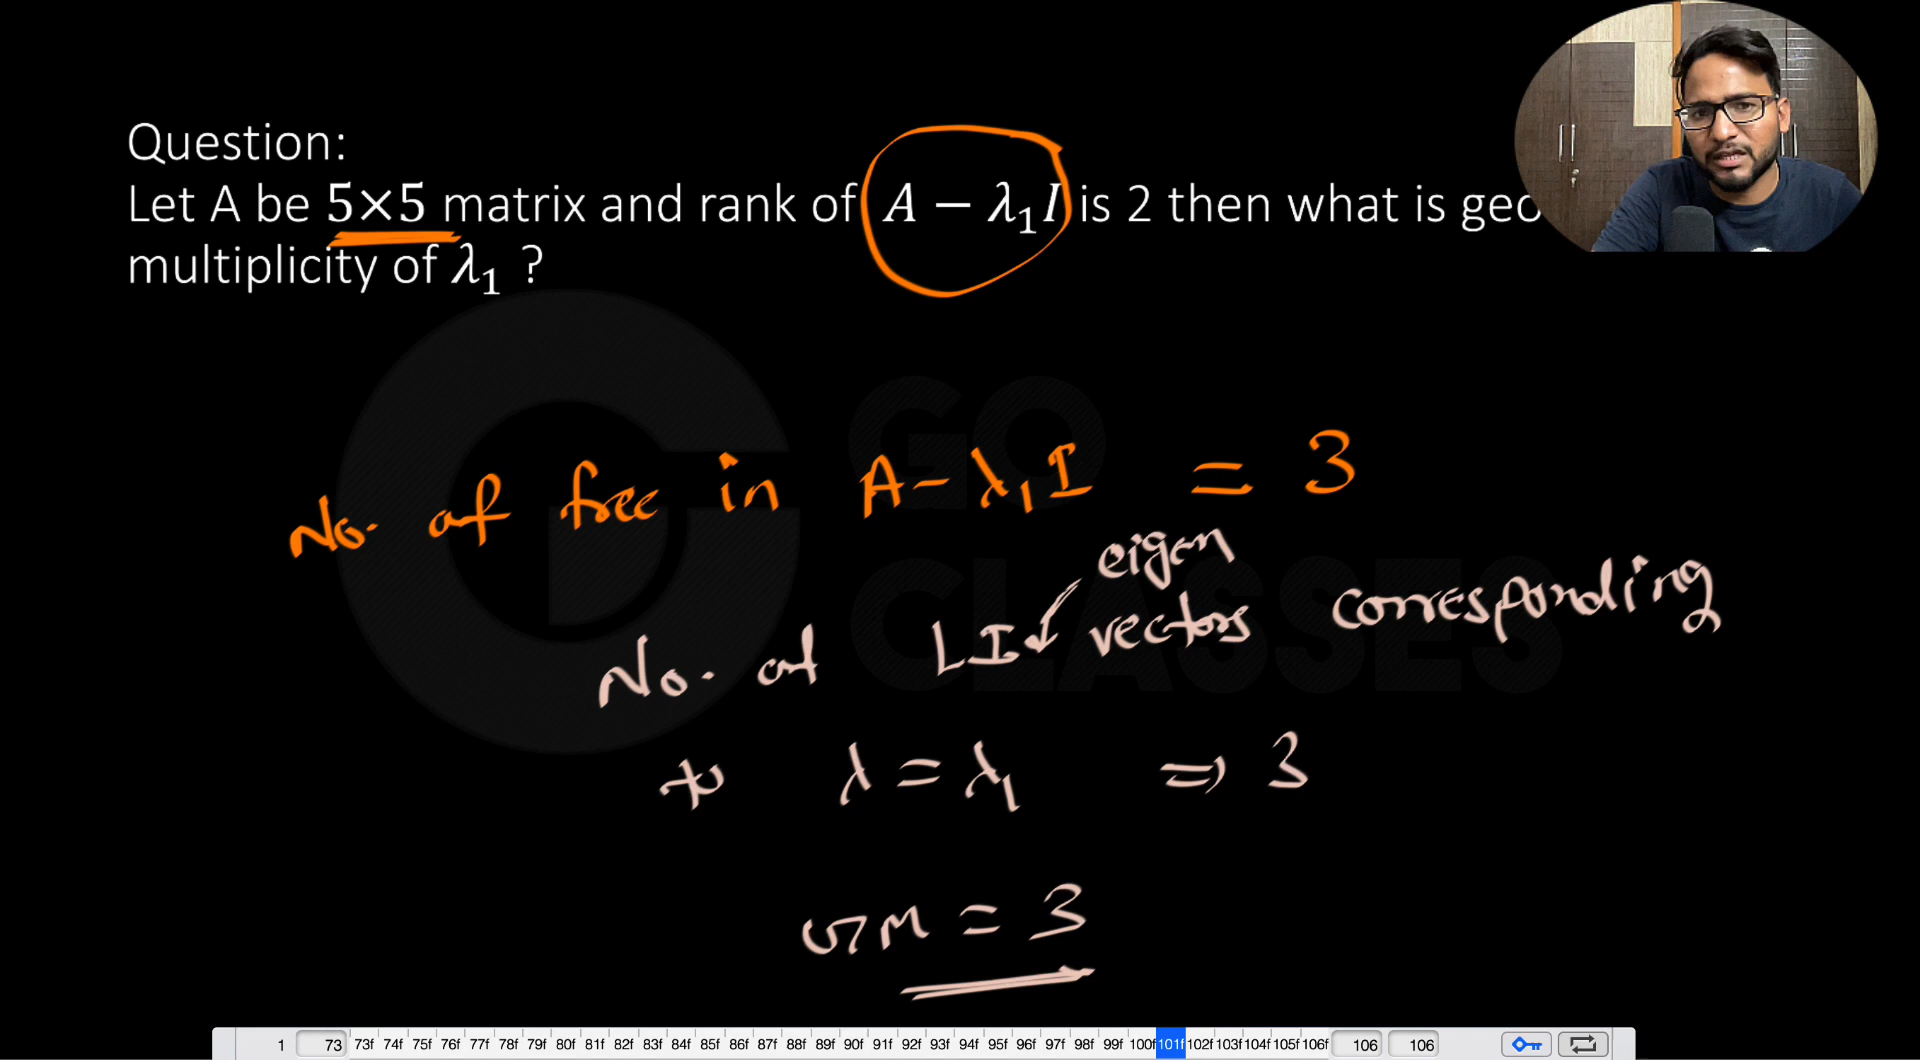 Question:
Let A be 5×5 matrix and rank of A − λ₁I is 2 then what is geo
multiplicity of λ₁ ?
GO
CLASSES
No. of free in A - λ₁I = 3
eigen
No. of LI vectors corresponding
to λ = λ₁ ⇒ 3
GM = 3
1 73 73f 74f 75f 76f 77f 78f 79f 80f 81f 82f 83f 84f 85f 86f 87f 88f 89f 90f 91f 92f 93f 94f 95f 96f 97f 98f 99f 100f 101f 102f 103f 104f 105f 106f 106 106